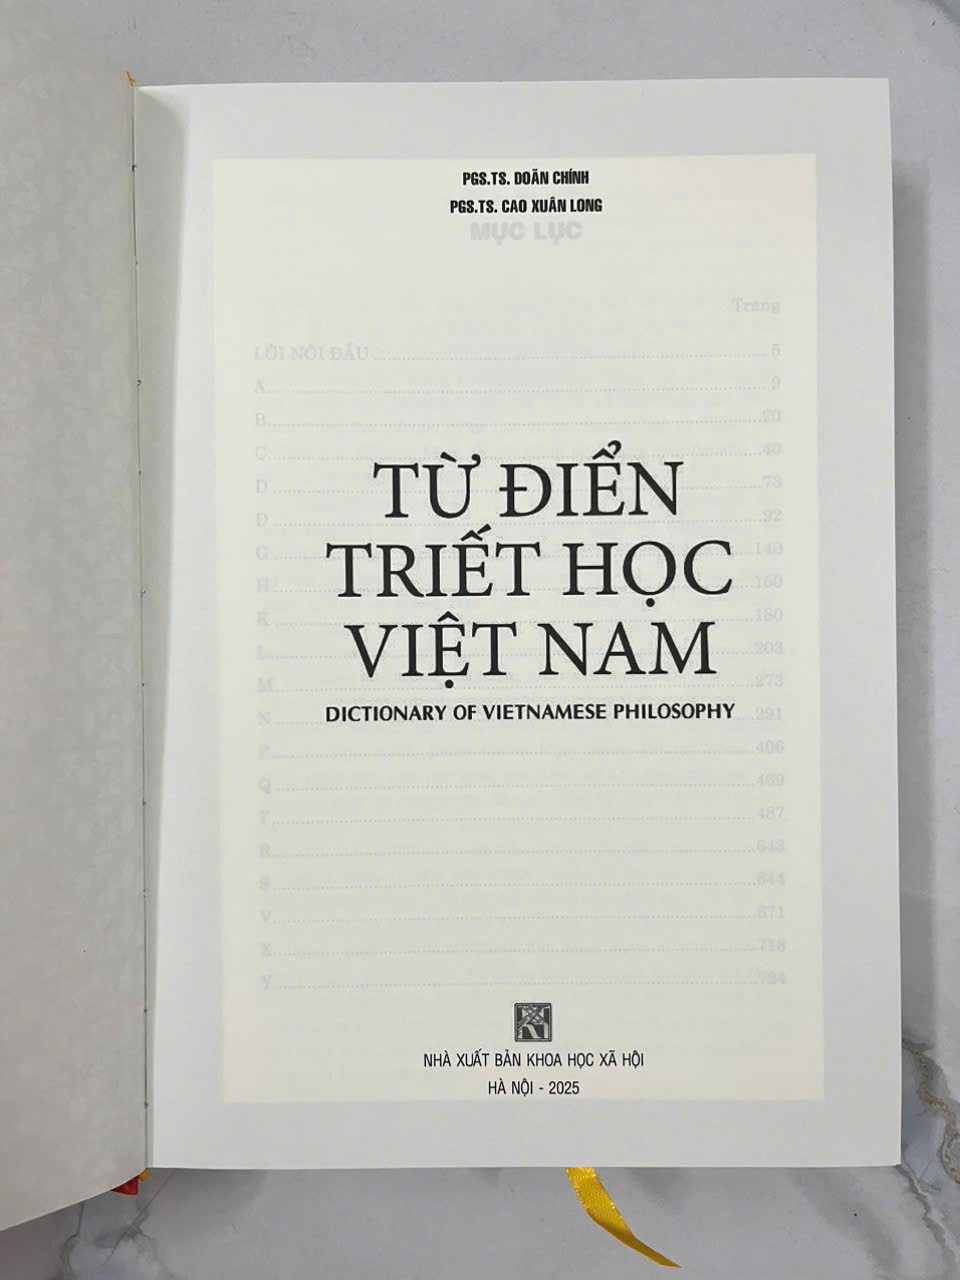 PGS.TS. DOÃN CHÍNH
PGS.TS. CAO XUÂN LONG
MỤC LỤC
Trang
LỜI NÓI ĐẦU 5
A 9
B 20
C 40
D 73
Đ 92
G 140
H 150
K 180
L 203
M 273
N 291
P 406
Q 469
T 487
R 643
S 644
V 671
X 718
Y 734
TỪ ĐIỂN
TRIẾT HỌC
VIỆT NAM
DICTIONARY OF VIETNAMESE PHILOSOPHY
NHÀ XUẤT BẢN KHOA HỌC XÃ HỘI
HÀ NỘI - 2025